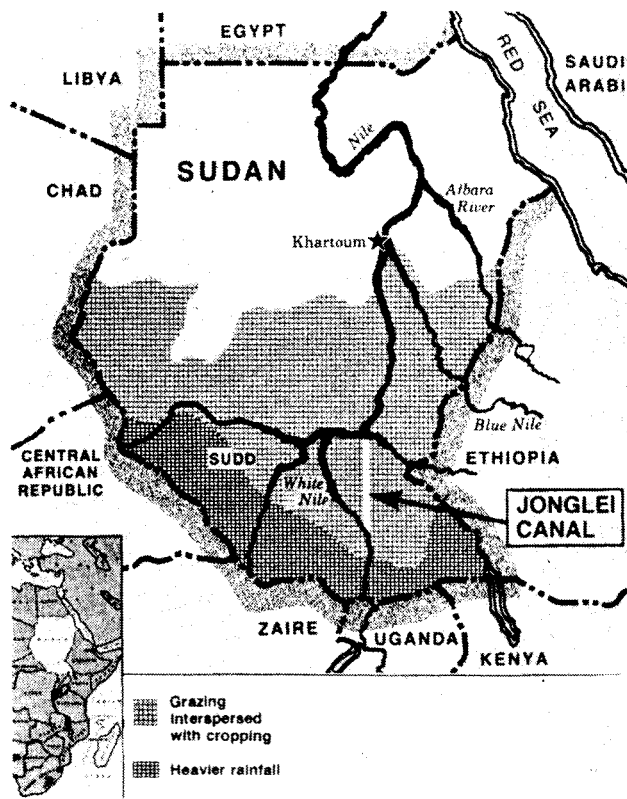 EGYPT
LIBYA
RED
SEA
SAUDI
ARABI
Nile
SUDAN
CHAD
Atbara
River
Khartoum
Blue Nile
CENTRAL
AFRICAN
REPUBLIC
SUDD
White
Nile
ETHIOPIA
JONGLEI
CANAL
ZAIRE
UGANDA
KENYA
Grazing
interspersed
with cropping
Heavier rainfall